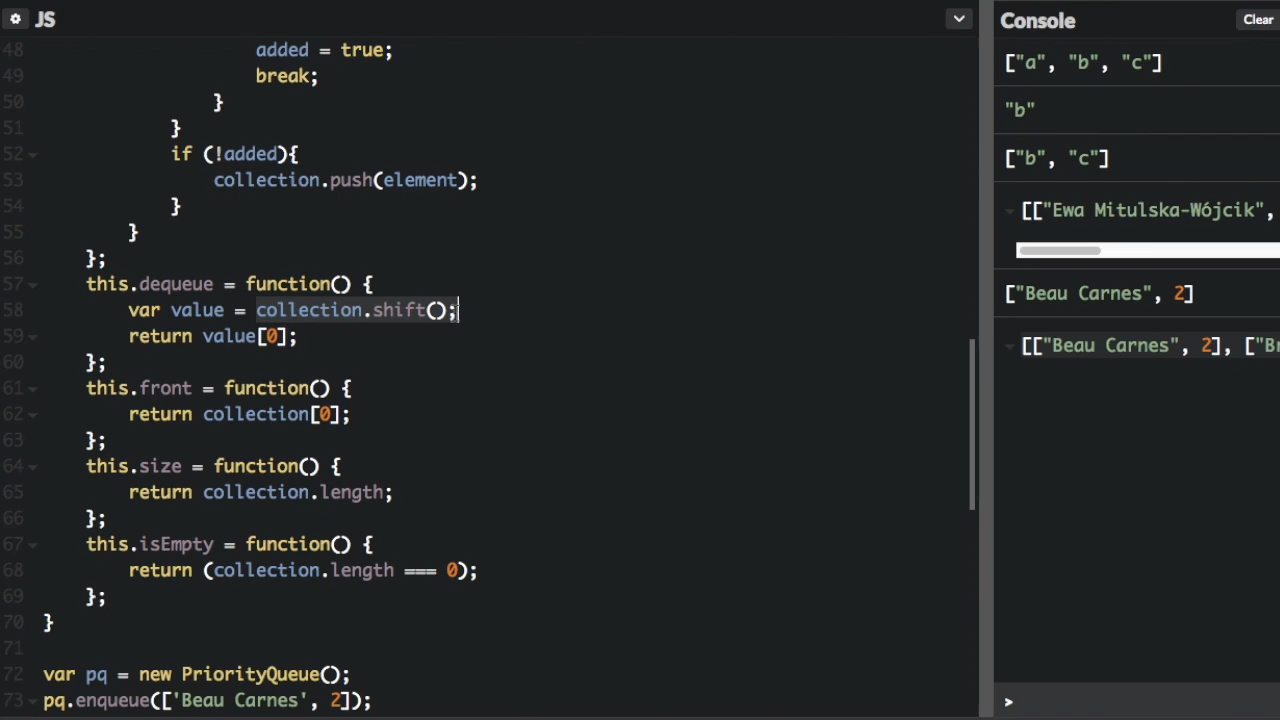 JS
48 added = true;
49 break;
50 }
51 }
52 if (!added){
53 collection.push(element);
54 }
55 }
56 };
57 this.dequeue = function() {
58 var value = collection.shift();
59 return value[0];
60 };
61 this.front = function() {
62 return collection[0];
63 };
64 this.size = function() {
65 return collection.length;
66 };
67 this.isEmpty = function() {
68 return (collection.length === 0);
69 };
70 }
71
72 var pq = new PriorityQueue();
73 pq.enqueue(['Beau Carnes', 2]);
Console Clear
["a", "b", "c"]
"b"
["b", "c"]
[["Ewa Mitulska-Wójcik",
["Beau Carnes", 2]
[["Beau Carnes", 2], ["Br
>